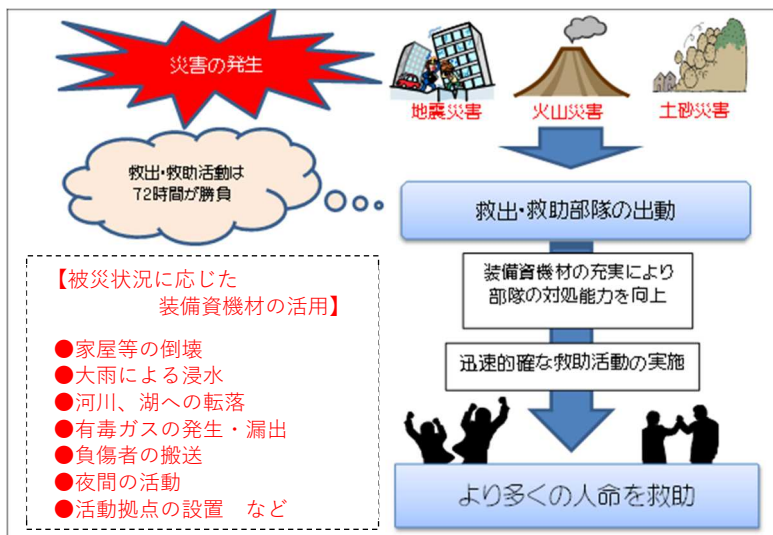 災害の発生
地震災害
火山災害
土砂災害
救出・救助活動は
72時間が勝負
救出・救助部隊の出動
【被災状況に応じた
装備資機材の活用】
●家屋等の倒壊
●大雨による浸水
●河川、湖への転落
●有毒ガスの発生・漏出
●負傷者の搬送
●夜間の活動
●活動拠点の設置　など
装備資機材の充実により
部隊の対処能力を向上
迅速的確な救助活動の実施
より多くの人命を救助